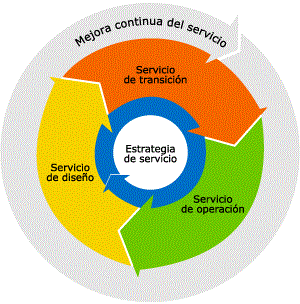 Mejora continua del servicio
Servicio
de transición
Estrategia
de servicio
Servicio
de diseño
Servicio
de operación